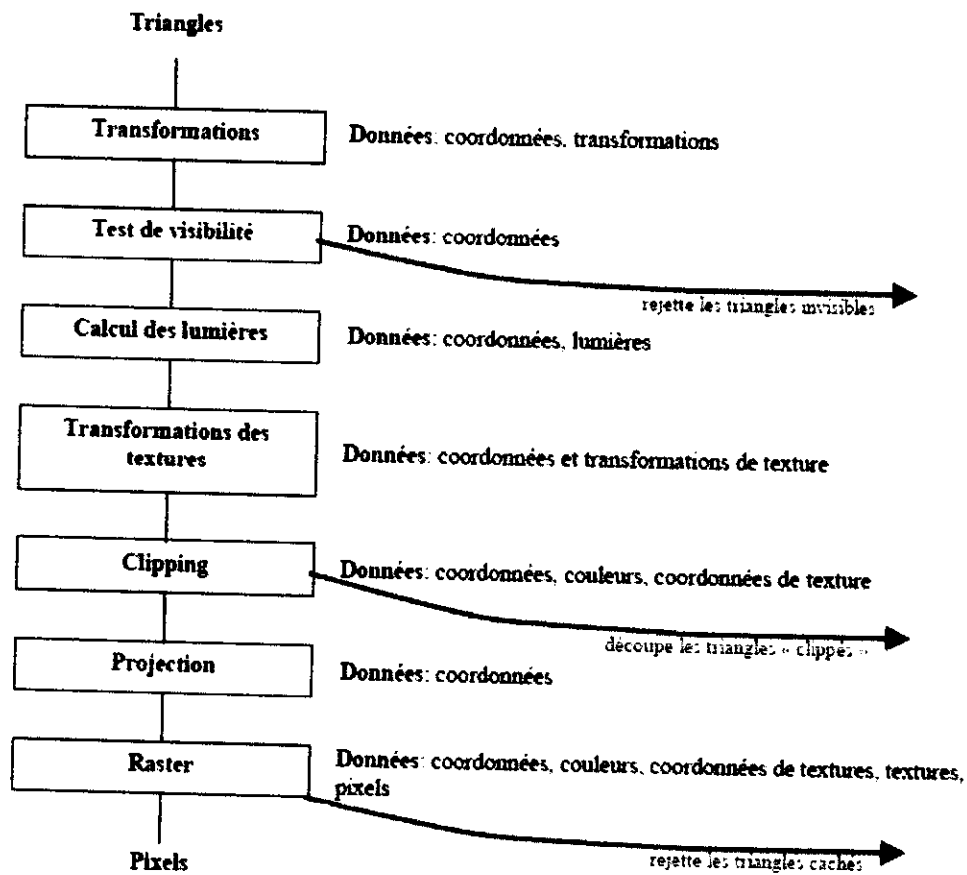 Triangles
Transformations
Données: coordonnées, transformations
Test de visibilité
Données: coordonnées
rejette les triangles invisibles
Calcul des lumières
Données: coordonnées, lumières
Transformations des
textures
Données: coordonnées et transformations de texture
Clipping
Données: coordonnées, couleurs, coordonnées de texture
découpe les triangles « clippés »
Projection
Données: coordonnées
Raster
Données: coordonnées, couleurs, coordonnées de textures, textures,
pixels
rejette les triangles cachés
Pixels